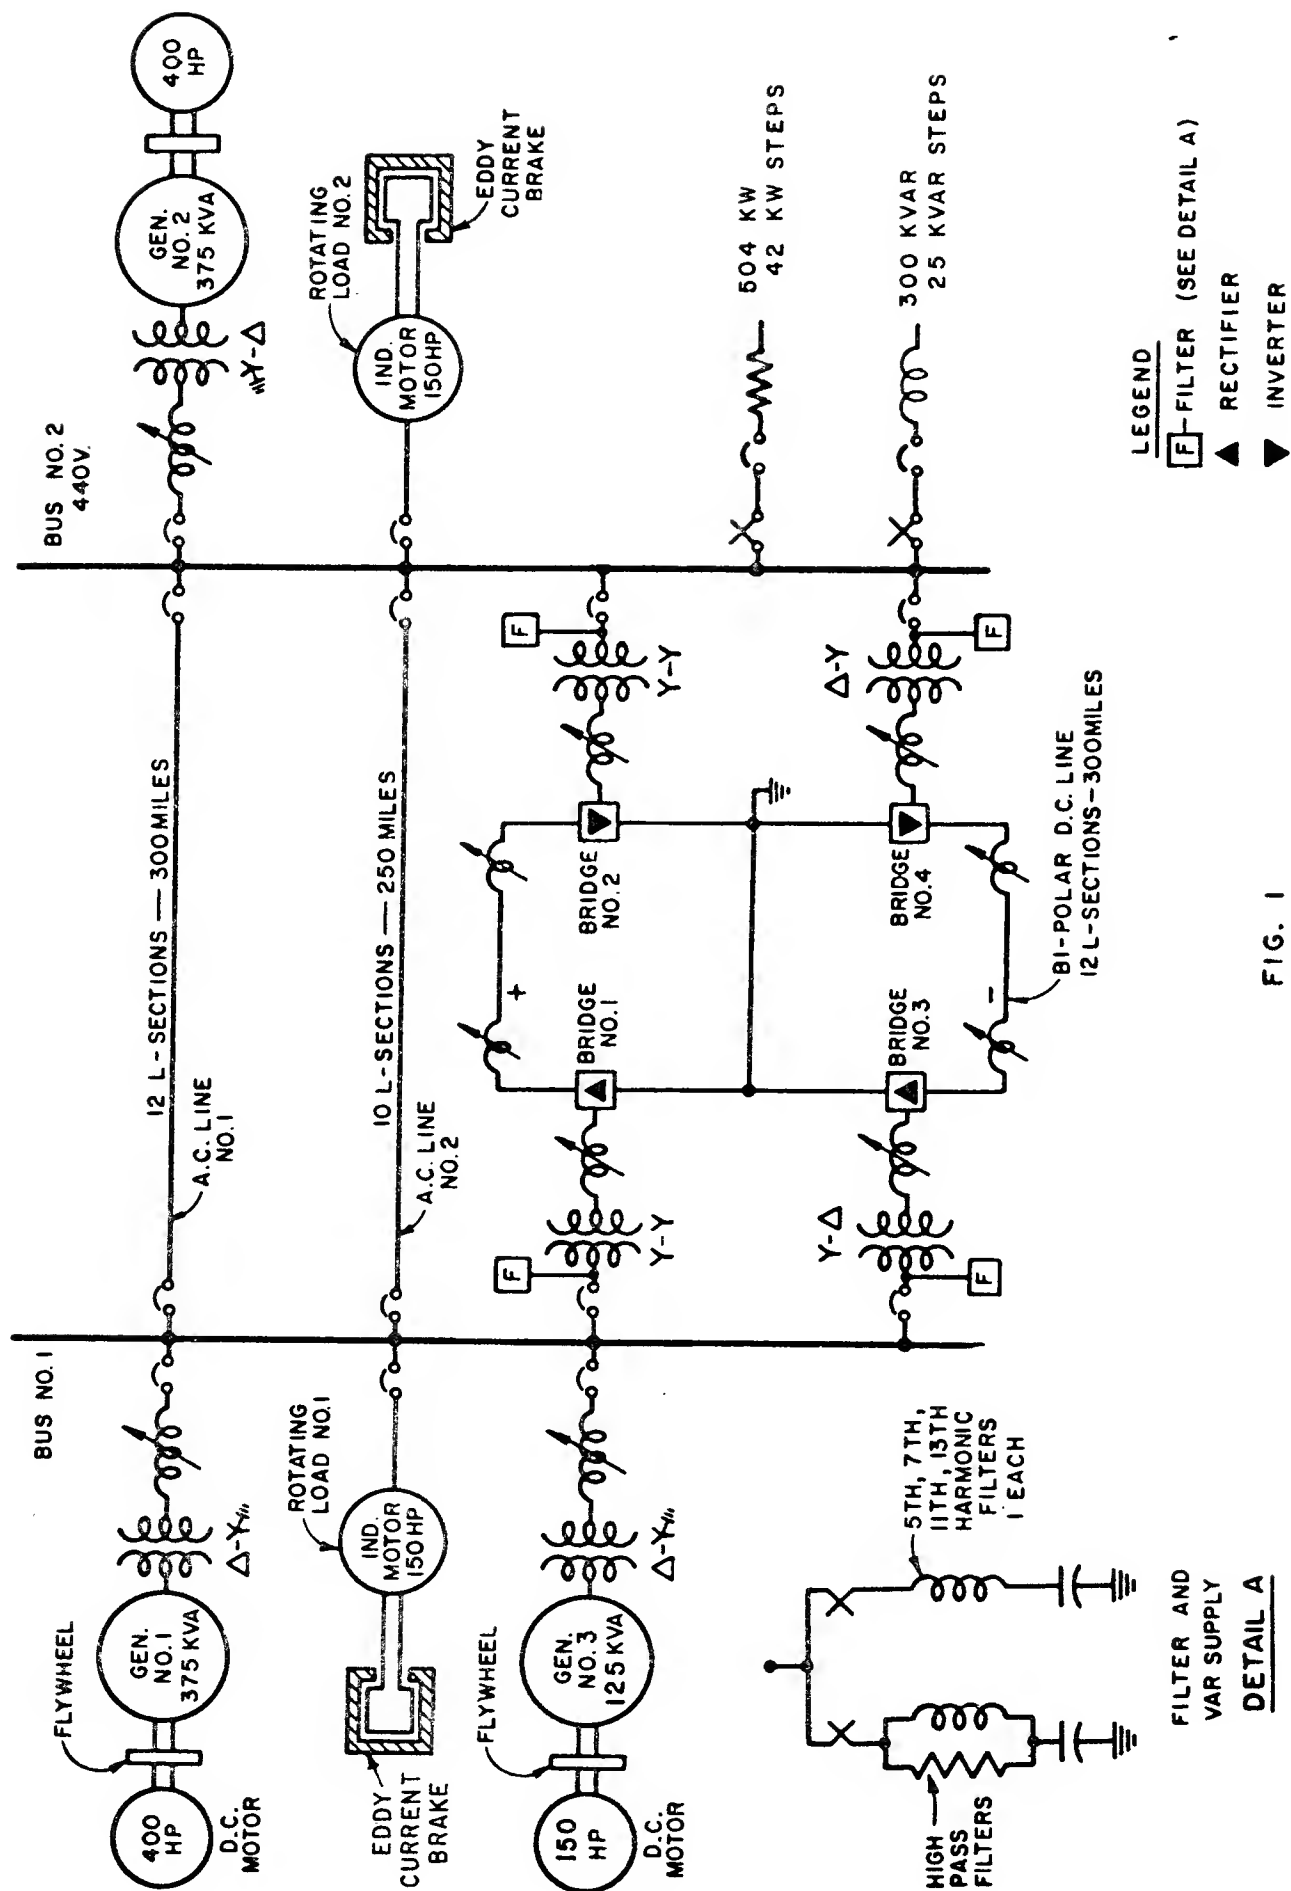 BUS NO. 1
BUS NO. 2
440V.
400
HP
D.C.
MOTOR
FLYWHEEL
GEN.
NO. 1
375 KVA
Δ-Y
12 L-SECTIONS — 300MILES
A.C. LINE
NO. 1
Y-Δ
GEN.
NO. 2
375 KVA
400
HP
EDDY
CURRENT
BRAKE
IND.
MOTOR
150HP
ROTATING
LOAD NO. 1
10 L-SECTIONS — 250 MILES
A.C. LINE
NO. 2
ROTATING
LOAD NO. 2
IND.
MOTOR
150HP
EDDY
CURRENT
BRAKE
150
HP
D.C.
MOTOR
FLYWHEEL
GEN.
NO. 3
125 KVA
Δ-Y
F
Y-Y
BRIDGE
NO. 1
+
BRIDGE
NO. 2
F
Y-Y
504 KW
42 KW STEPS
Y-Δ
F
BRIDGE
NO. 3
−
BRIDGE
NO. 4
Δ-Y
F
300 KVAR
25 KVAR STEPS
BI-POLAR D.C. LINE
12 L-SECTIONS—300MILES
HIGH
PASS
FILTERS
5TH, 7TH,
11TH, 13TH
HARMONIC
FILTERS
1 EACH
FILTER AND
VAR SUPPLY
DETAIL A
LEGEND
F -FILTER (SEE DETAIL A)
▲ RECTIFIER
▼ INVERTER
FIG. 1